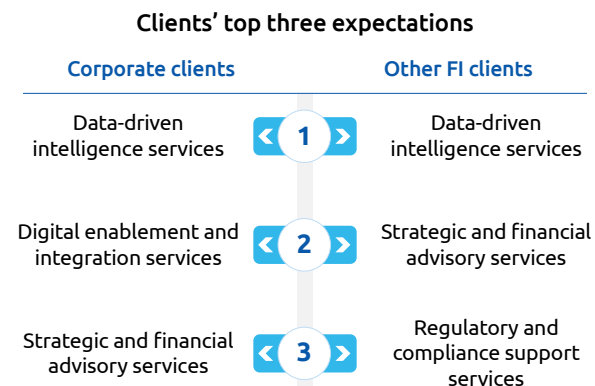 Clients’ top three expectations
Corporate clients
Other FI clients
Data-driven
intelligence services
1
Data-driven
intelligence services
Digital enablement and
integration services
2
Strategic and financial
advisory services
Strategic and financial
advisory services
3
Regulatory and
compliance support
services